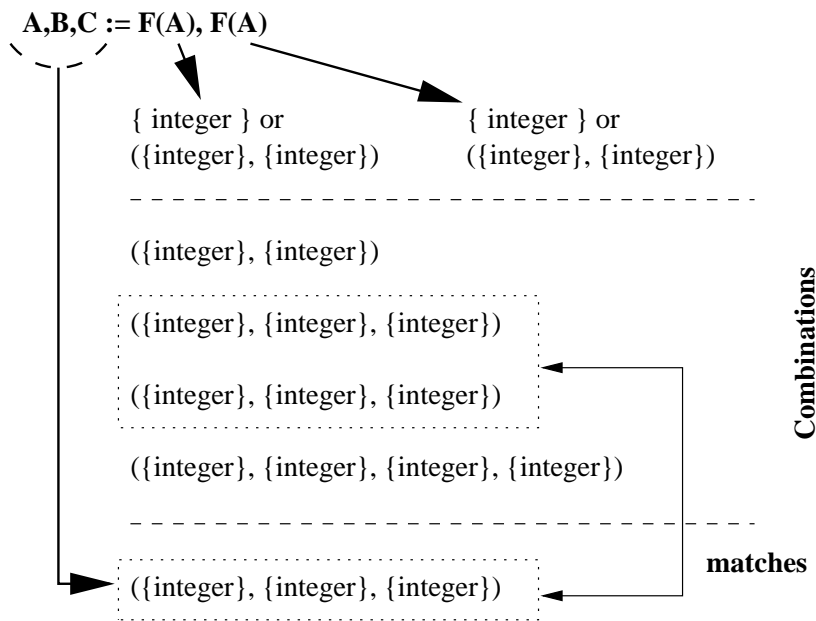 A,B,C := F(A), F(A)
{ integer } or { integer } or
({integer}, {integer}) ({integer}, {integer})
({integer}, {integer})
({integer}, {integer}, {integer})
({integer}, {integer}, {integer})
({integer}, {integer}, {integer}, {integer})
Combinations
matches
({integer}, {integer}, {integer})